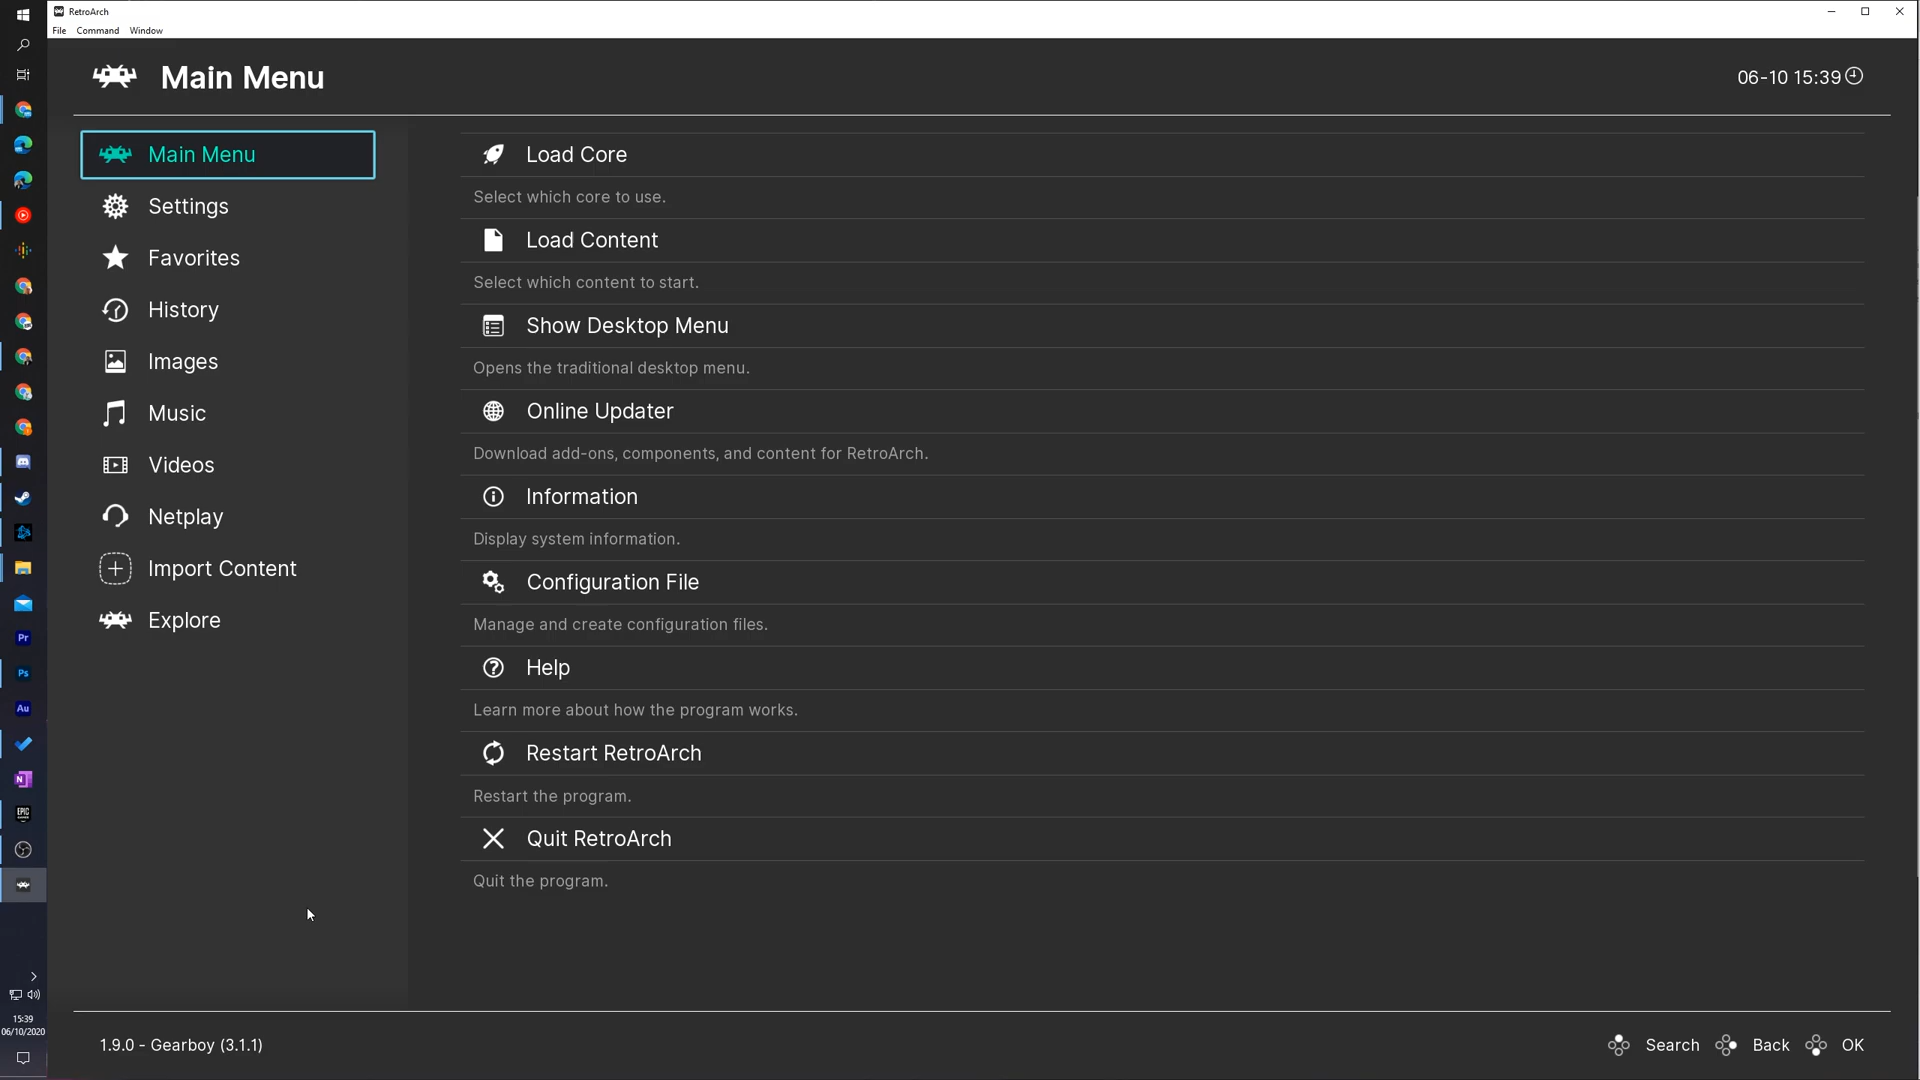 RetroArch
File Command Window
Main Menu
06-10 15:39
Main Menu
Settings
Favorites
History
Images
Music
Videos
Netplay
Import Content
Explore
Load Core
Select which core to use.
Load Content
Select which content to start.
Show Desktop Menu
Opens the traditional desktop menu.
Online Updater
Download add-ons, components, and content for RetroArch.
Information
Display system information.
Configuration File
Manage and create configuration files.
Help
Learn more about how the program works.
Restart RetroArch
Restart the program.
Quit RetroArch
Quit the program.
Pr
Ps
Au
N
EPIC
15:39
06/10/2020
1.9.0 - Gearboy (3.1.1)
Search Back OK